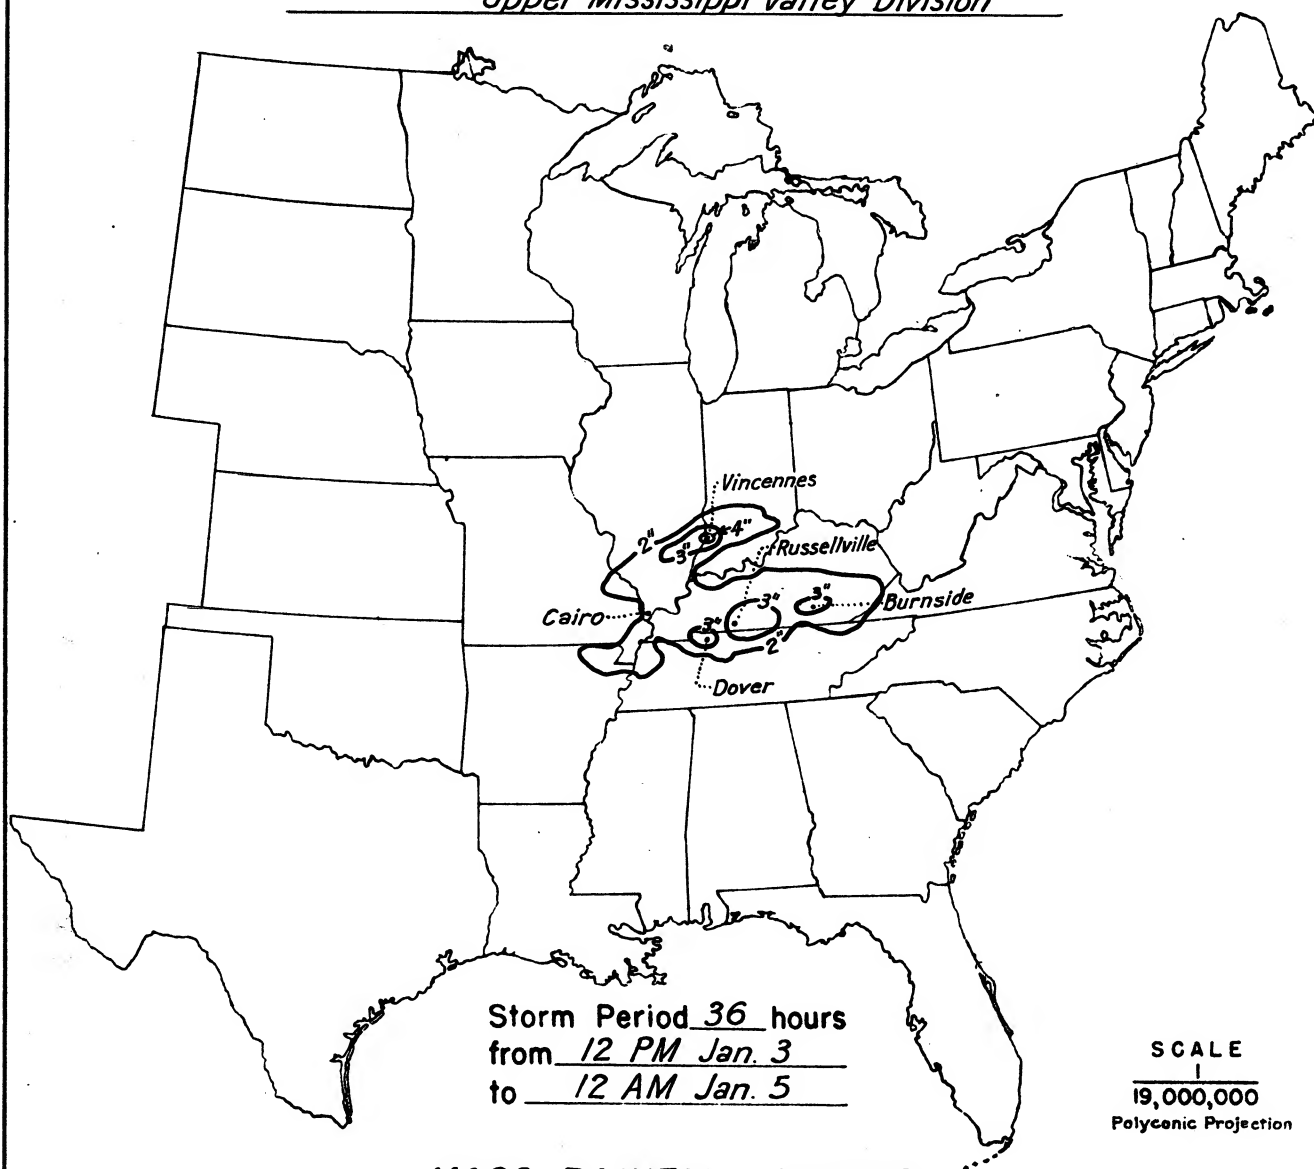 Upper Mississippi Valley Division
Vincennes
4"
2"
3"
Russellville
3"
3"
Burnside
Cairo
3"
2"
Dover
Storm Period 36 hours
from 12 PM Jan. 3
to 12 AM Jan. 5
SCALE
1
19,000,000
Polyconic Projection